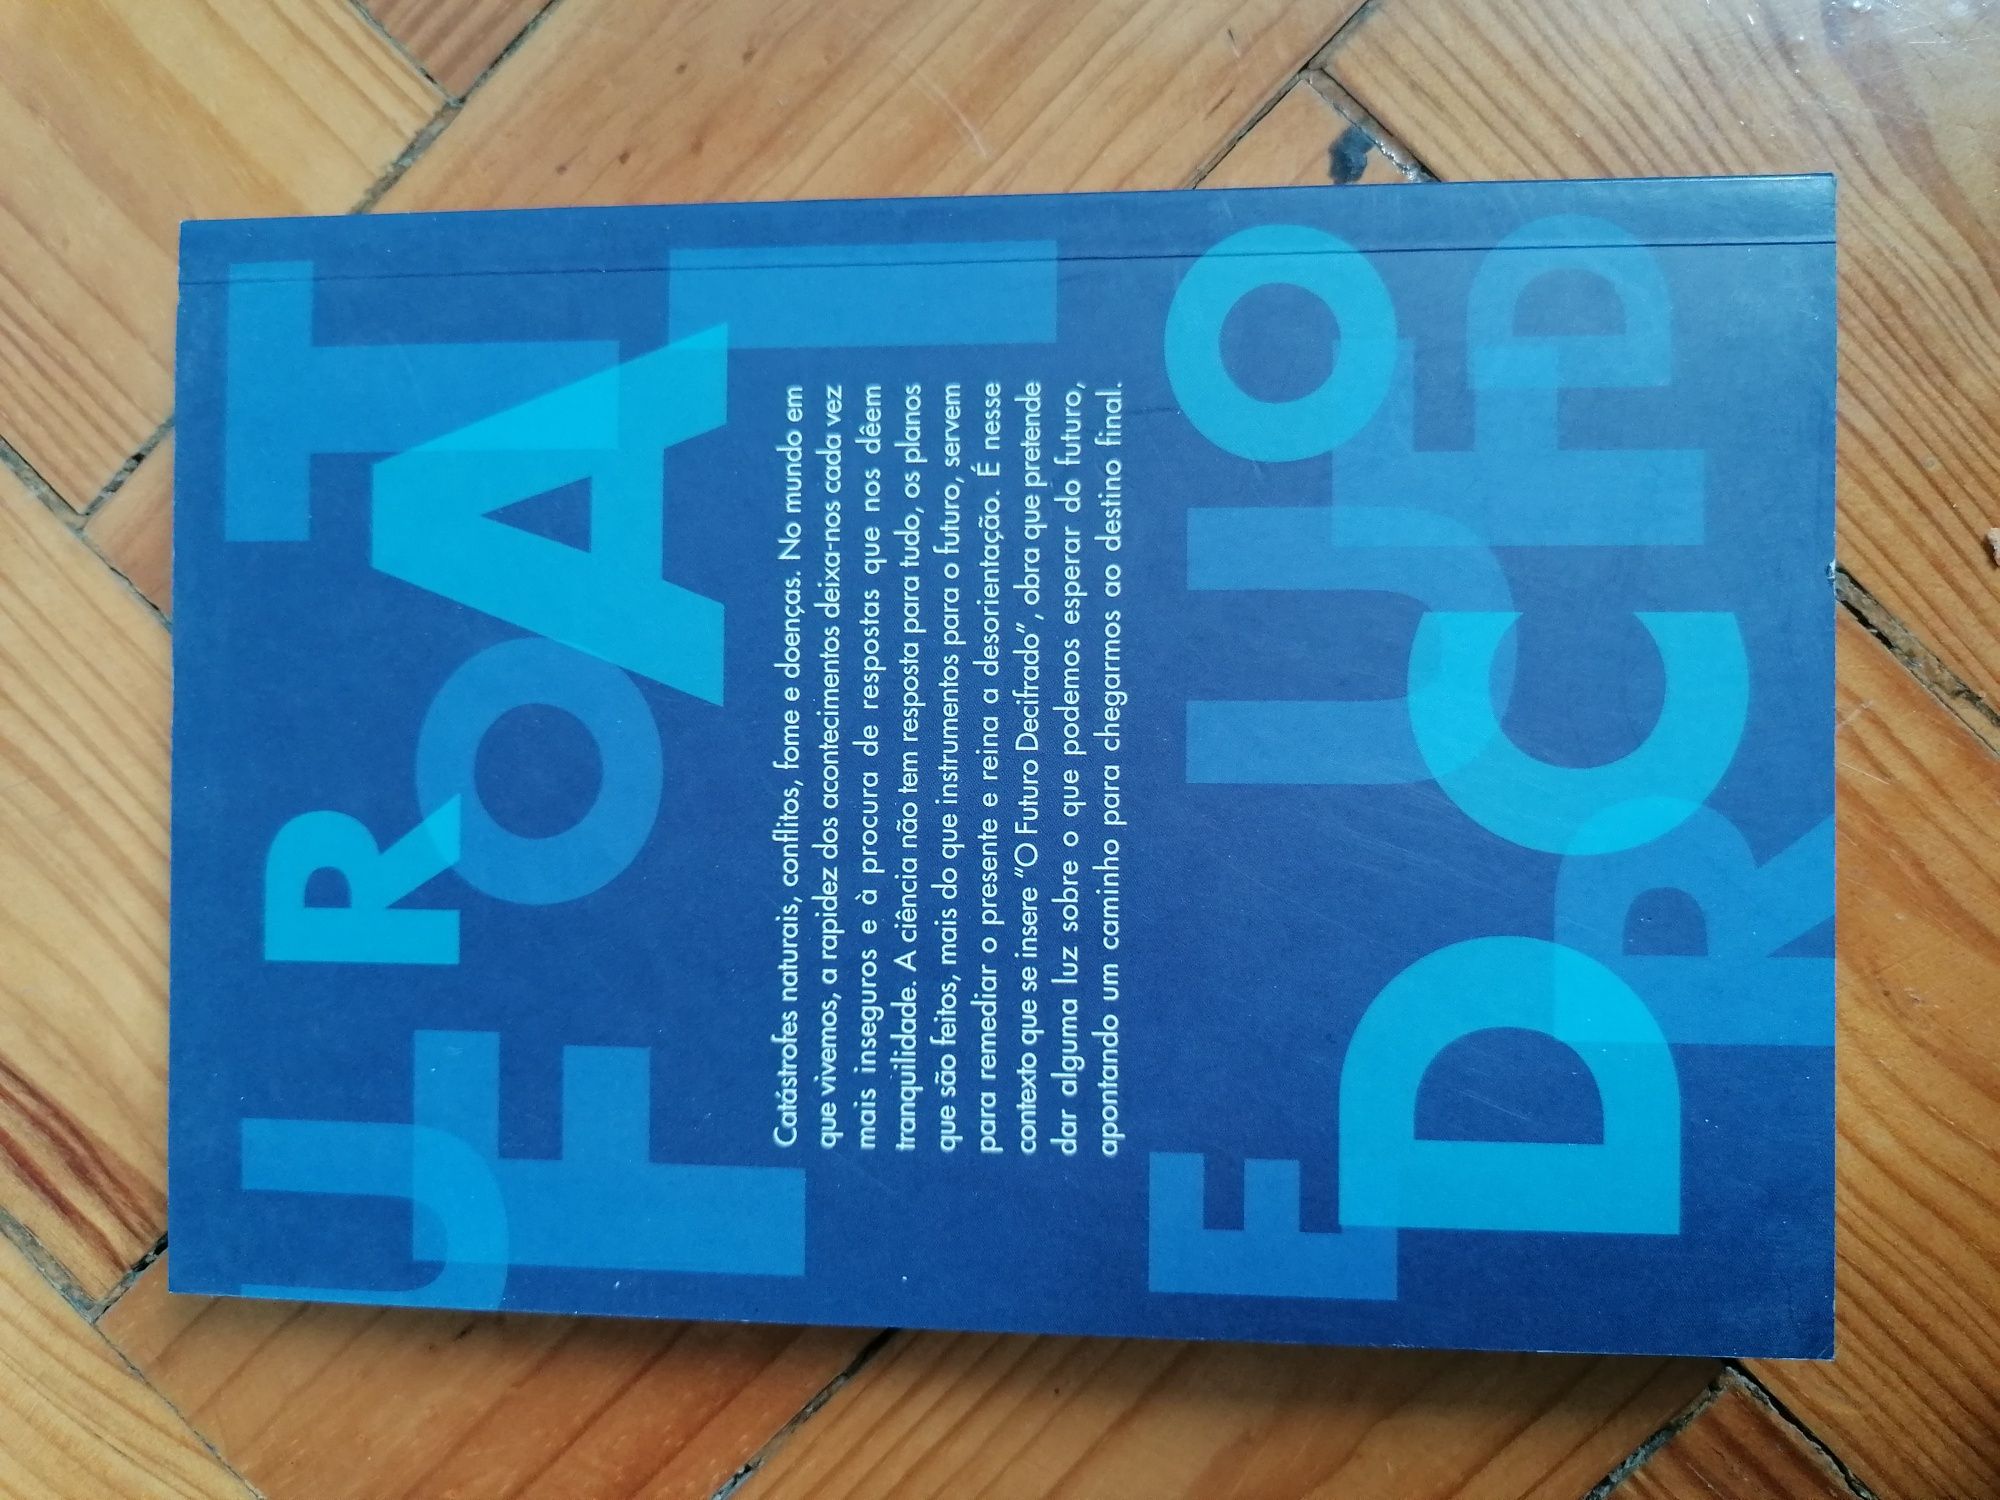 U
R
T
F
O
A
I
Catástrofes naturais, conflitos, fome e doenças. No mundo em
que vivemos, a rapidez dos acontecimentos deixa-nos cada vez
mais inseguros e à procura de respostas que nos dêem
tranquilidade. A ciência não tem resposta para tudo, os planos
que são feitos, mais do que instrumentos para o futuro, servem
para remediar o presente e reina a desorientação. É nesse
contexto que se insere "O Futuro Decifrado", obra que pretende
dar alguma luz sobre o que podemos esperar do futuro,
apontando um caminho para chegarmos ao destino final.
E
U
O
F
D
D
C
I
R